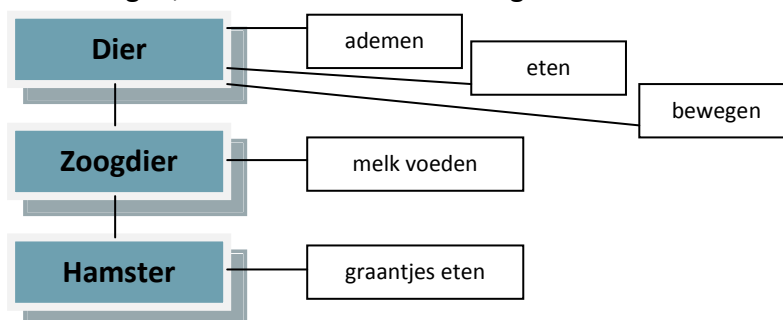 Dier
ademen
eten
bewegen
Zoogdier
melk voeden
Hamster
graantjes eten